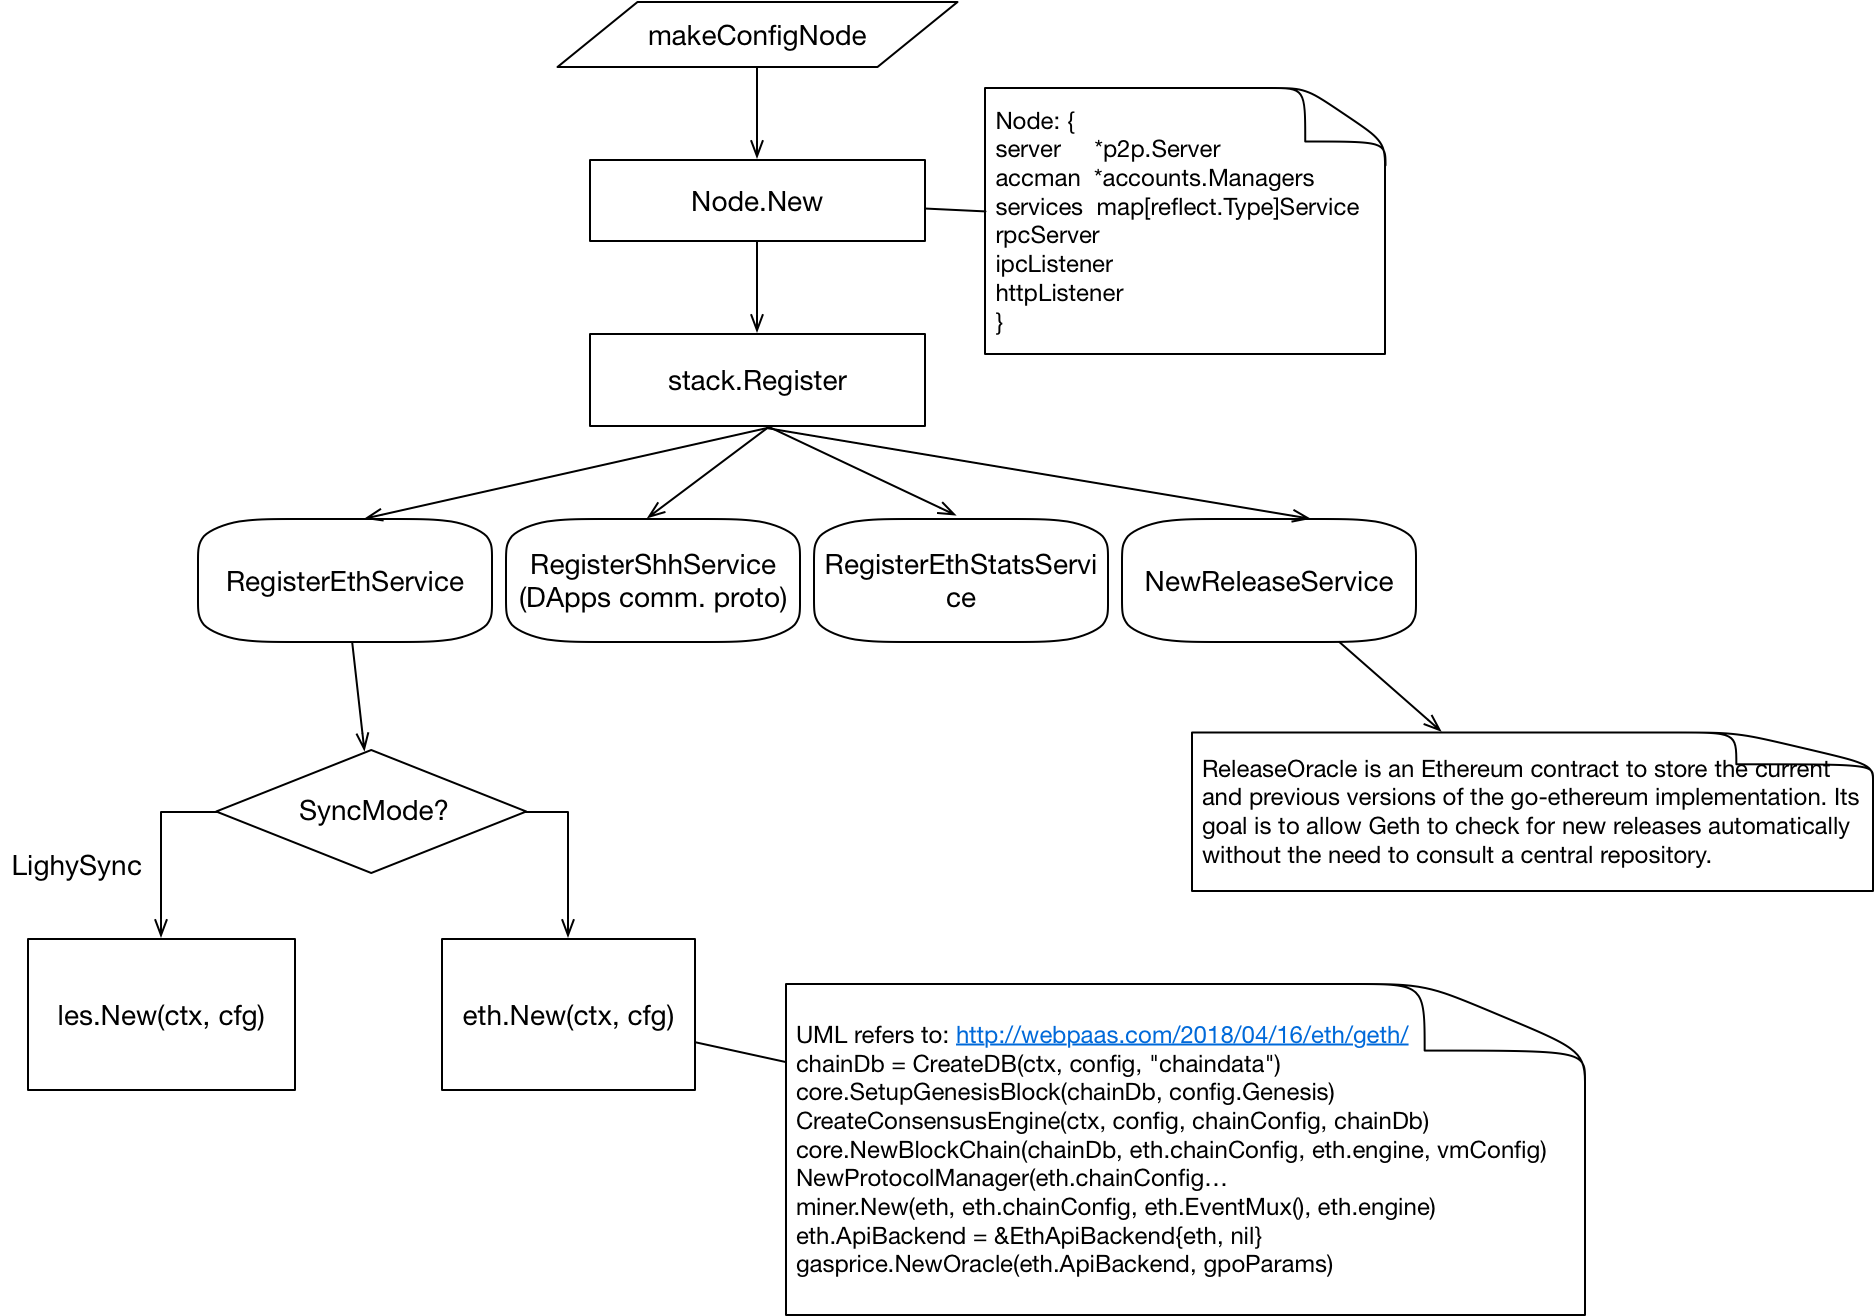 makeConfigNode
Node: {
server *p2p.Server
accman *accounts.Managers
services map[reflect.Type]Service
rpcServer
ipcListener
httpListener
}
Node.New
stack.Register
RegisterEthService
RegisterShhService
(DApps comm. proto)
RegisterEthStatsServi
ce
NewReleaseService
SyncMode?
LighySync
ReleaseOracle is an Ethereum contract to store the current
and previous versions of the go-ethereum implementation. Its
goal is to allow Geth to check for new releases automatically
without the need to consult a central repository.
les.New(ctx, cfg)
eth.New(ctx, cfg)
UML refers to: http://webpaas.com/2018/04/16/eth/geth/
chainDb = CreateDB(ctx, config, "chaindata")
core.SetupGenesisBlock(chainDb, config.Genesis)
CreateConsensusEngine(ctx, config, chainConfig, chainDb)
core.NewBlockChain(chainDb, eth.chainConfig, eth.engine, vmConfig)
NewProtocolManager(eth.chainConfig…
miner.New(eth, eth.chainConfig, eth.EventMux(), eth.engine)
eth.ApiBackend = &EthApiBackend{eth, nil}
gasprice.NewOracle(eth.ApiBackend, gpoParams)